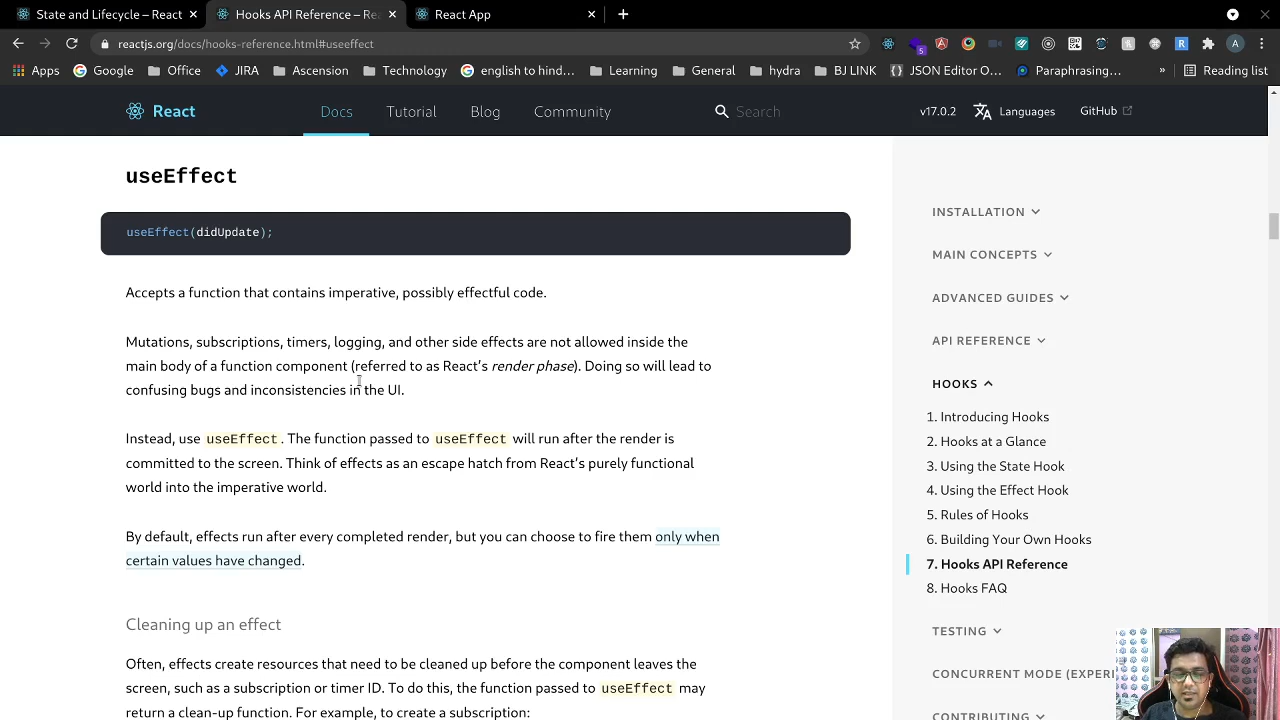 State and Lifecycle – React
Hooks API Reference – Re
React App
reactjs.org/docs/hooks-reference.html#useeffect
A
5
Apps
Google
Office
JIRA
Ascension
Technology
english to hind...
Learning
General
hydra
BJ LINK
JSON Editor O...
Paraphrasing...
»
Reading list
React
Docs
Tutorial
Blog
Community
Search
v17.0.2
Languages
GitHub
useEffect
useEffect(didUpdate);
Accepts a function that contains imperative, possibly effectful code.
Mutations, subscriptions, timers, logging, and other side effects are not allowed inside the
main body of a function component (referred to as React’s render phase). Doing so will lead to
confusing bugs and inconsistencies in the UI.
Instead, use useEffect. The function passed to useEffect will run after the render is
committed to the screen. Think of effects as an escape hatch from React’s purely functional
world into the imperative world.
By default, effects run after every completed render, but you can choose to fire them only when
certain values have changed.
Cleaning up an effect
Often, effects create resources that need to be cleaned up before the component leaves the
screen, such as a subscription or timer ID. To do this, the function passed to useEffect may
return a clean-up function. For example, to create a subscription:
INSTALLATION
MAIN CONCEPTS
ADVANCED GUIDES
API REFERENCE
HOOKS
1. Introducing Hooks
2. Hooks at a Glance
3. Using the State Hook
4. Using the Effect Hook
5. Rules of Hooks
6. Building Your Own Hooks
7. Hooks API Reference
8. Hooks FAQ
TESTING
CONCURRENT MODE (EXPERI
CONTRIBUTING